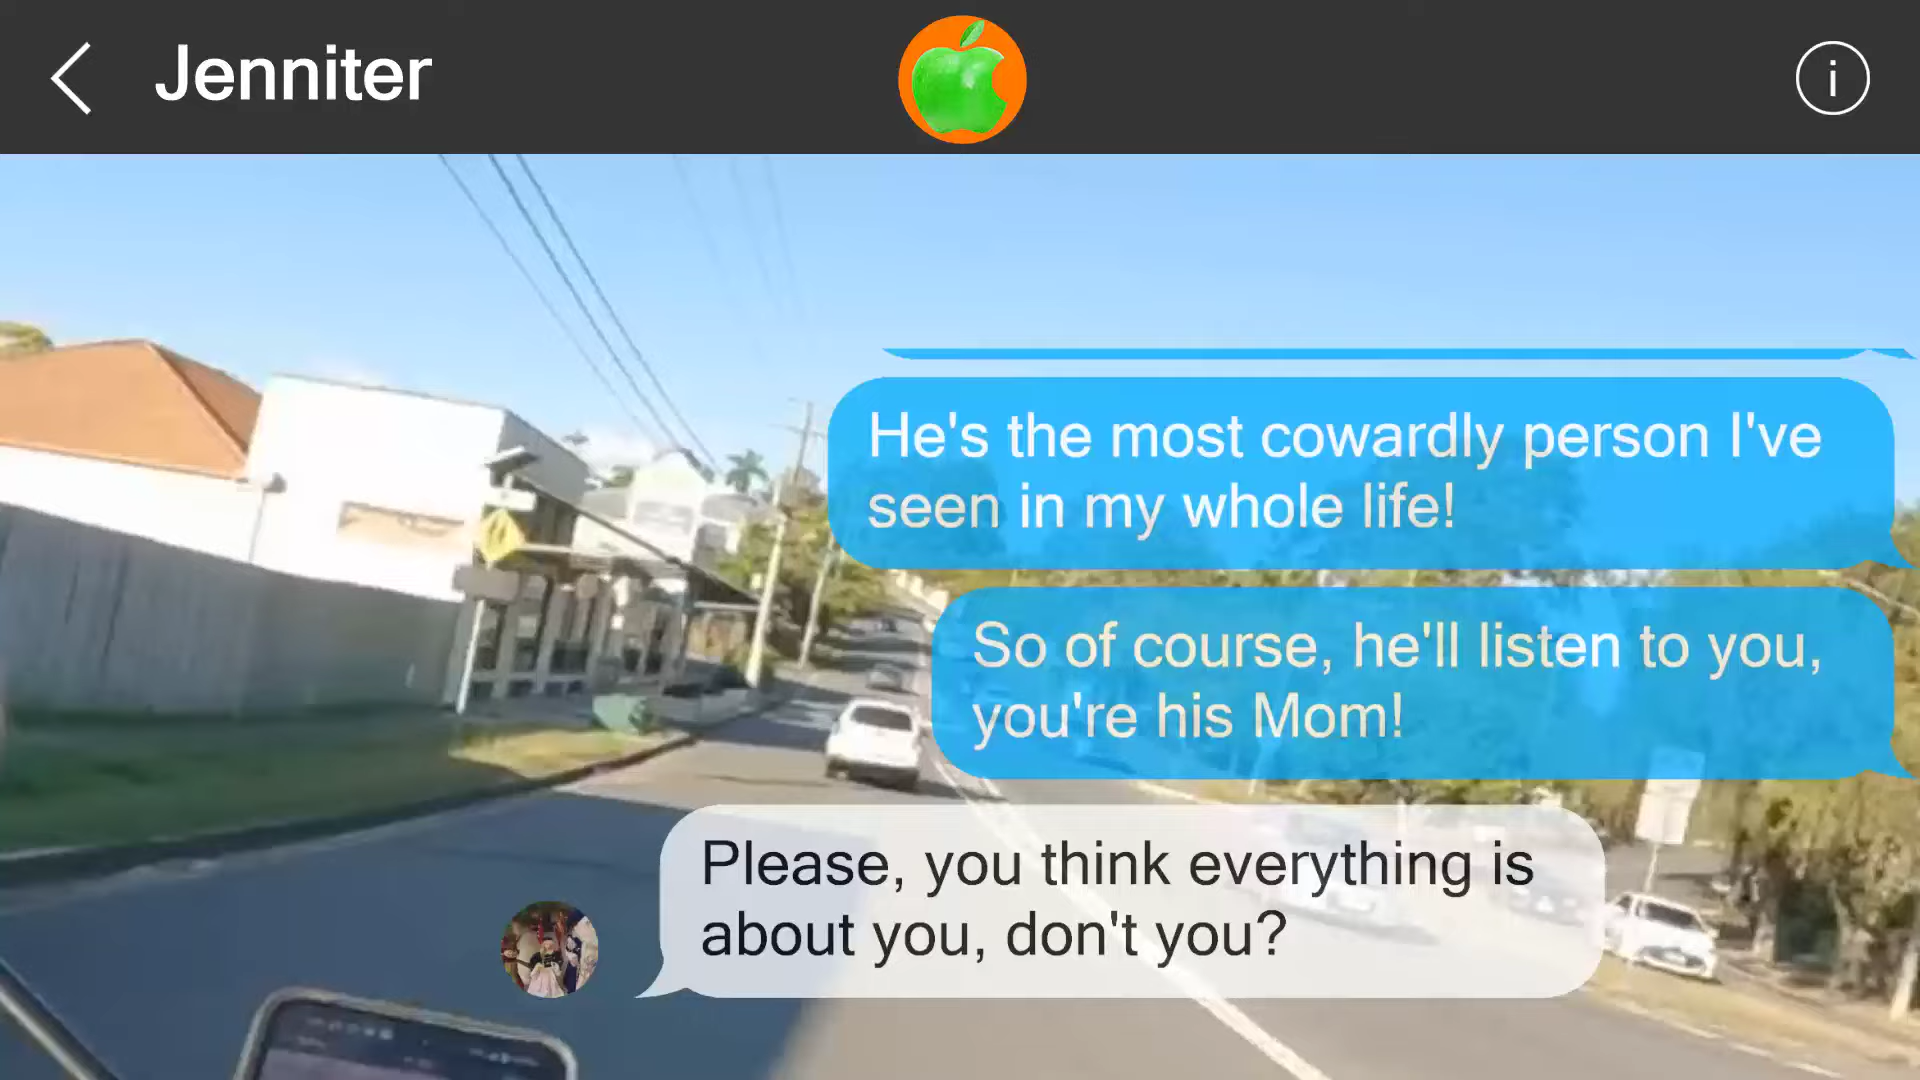 Jenniter
i
He's the most cowardly person I've
seen in my whole life!
So of course, he'll listen to you,
you're his Mom!
Please, you think everything is
about you, don't you?